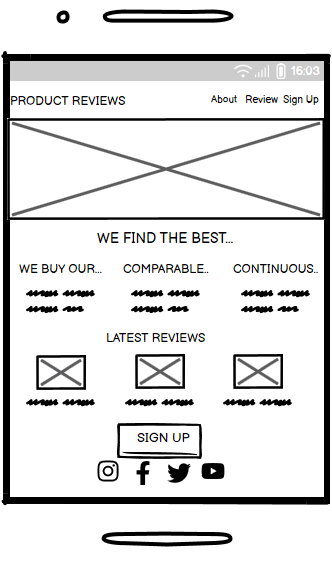 16:03
PRODUCT REVIEWS About Review Sign Up
WE FIND THE BEST...
WE BUY OUR... COMPARABLE.. CONTINUOUS..
LATEST REVIEWS
SIGN UP